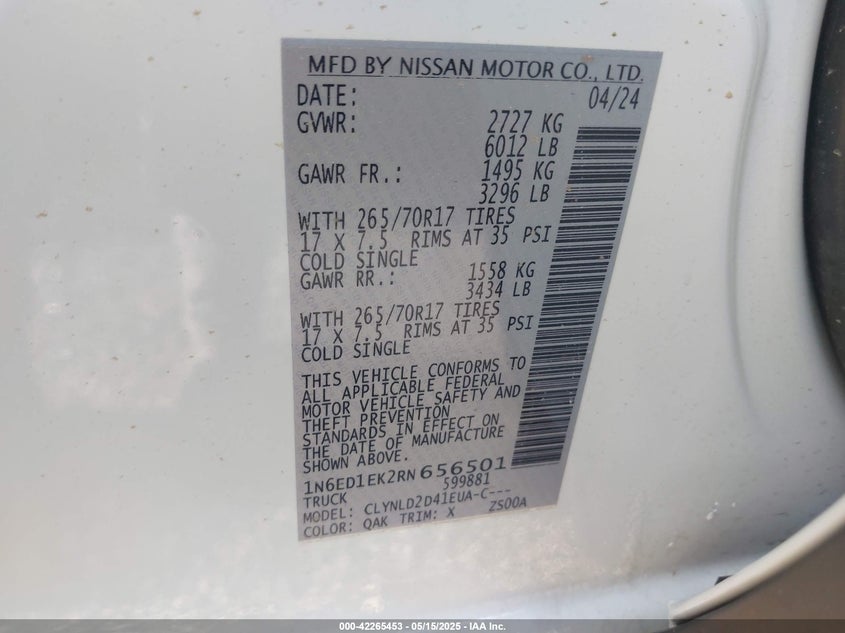 MFD BY NISSAN MOTOR CO., LTD.
DATE: 04/24
GVWR: 2727 KG
6012 LB
GAWR FR.: 1495 KG
3296 LB
WITH 265/70R17 TIRES
17 X 7.5 RIMS AT 35 PSI
COLD SINGLE
GAWR RR.: 1558 KG
3434 LB
WITH 265/70R17 TIRES
17 X 7.5 RIMS AT 35 PSI
COLD SINGLE
THIS VEHICLE CONFORMS TO
ALL APPLICABLE FEDERAL
MOTOR VEHICLE SAFETY AND
THEFT PREVENTION
STANDARDS IN EFFECT ON
THE DATE OF MANUFACTURE
SHOWN ABOVE.
1N6ED1EK2RN656501
TRUCK 599881
MODEL: CLYNLD2D41EUA-C---
COLOR: QAK TRIM: X ZS00A
000-42265453 - 05/15/2025 - IAA Inc.